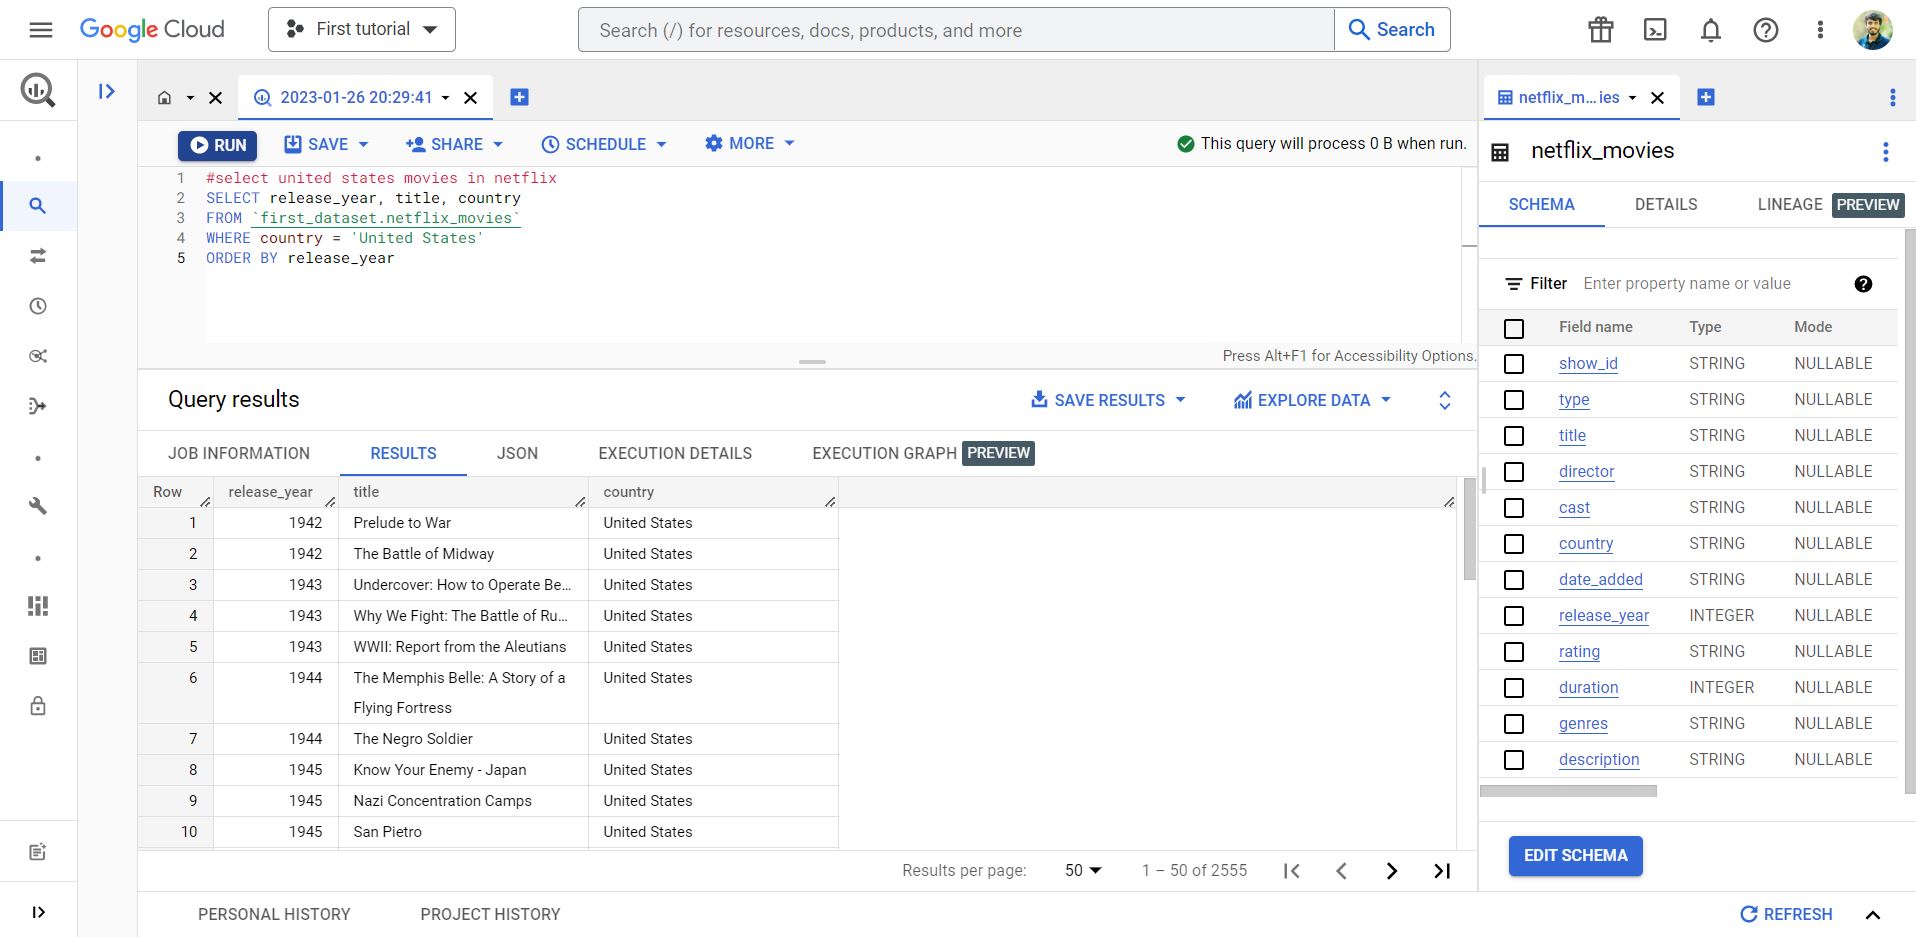 Google Cloud
First tutorial
Search (/) for resources, docs, products, and more
Search
2023-01-26 20:29:41
netflix_m...ies
RUN
SAVE
SHARE
SCHEDULE
MORE
This query will process 0 B when run.
1 #select united states movies in netflix
2 SELECT release_year, title, country
3 FROM `first_dataset.netflix_movies`
4 WHERE country = 'United States'
5 ORDER BY release_year
Press Alt+F1 for Accessibility Options.
Query results
SAVE RESULTS
EXPLORE DATA
JOB INFORMATION
RESULTS
JSON
EXECUTION DETAILS
EXECUTION GRAPH PREVIEW
Row release_year title country
1 1942 Prelude to War United States
2 1942 The Battle of Midway United States
3 1943 Undercover: How to Operate Be... United States
4 1943 Why We Fight: The Battle of Ru... United States
5 1943 WWII: Report from the Aleutians United States
6 1944 The Memphis Belle: A Story of a United States
Flying Fortress
7 1944 The Negro Soldier United States
8 1945 Know Your Enemy - Japan United States
9 1945 Nazi Concentration Camps United States
10 1945 San Pietro United States
Results per page: 50 1 – 50 of 2555
netflix_movies
SCHEMA
DETAILS
LINEAGE PREVIEW
Filter Enter property name or value
Field name Type Mode
show_id STRING NULLABLE
type STRING NULLABLE
title STRING NULLABLE
director STRING NULLABLE
cast STRING NULLABLE
country STRING NULLABLE
date_added STRING NULLABLE
release_year INTEGER NULLABLE
rating STRING NULLABLE
duration INTEGER NULLABLE
genres STRING NULLABLE
description STRING NULLABLE
EDIT SCHEMA
PERSONAL HISTORY
PROJECT HISTORY
REFRESH